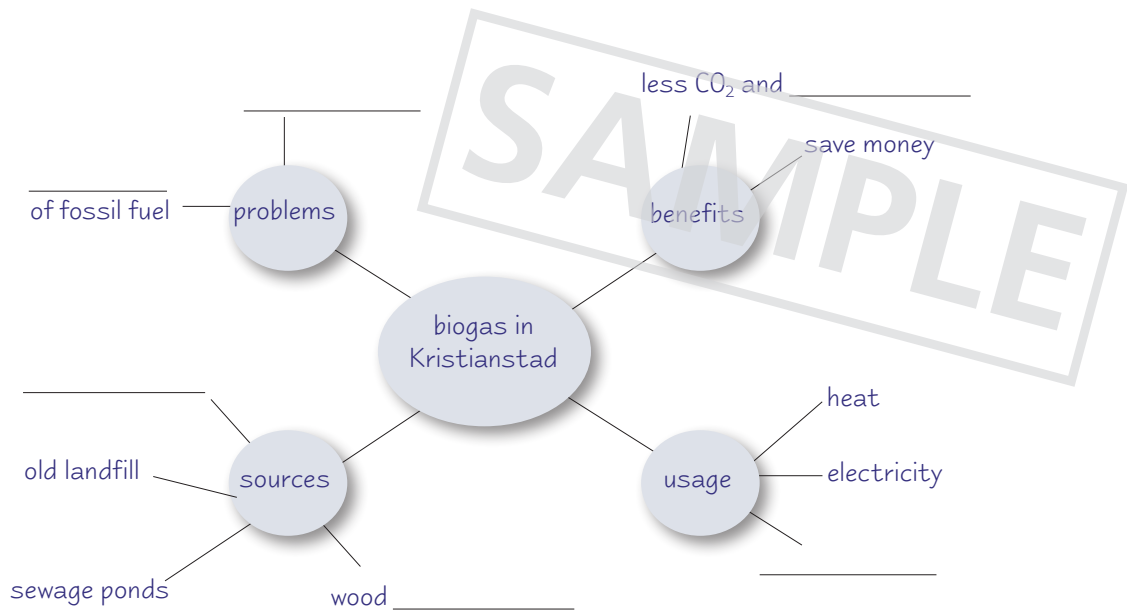 less CO₂ and
save money
of fossil fuel
problems
benefits
biogas in
Kristianstad
heat
old landfill
sources
usage
electricity
sewage ponds
wood
SAMPLE